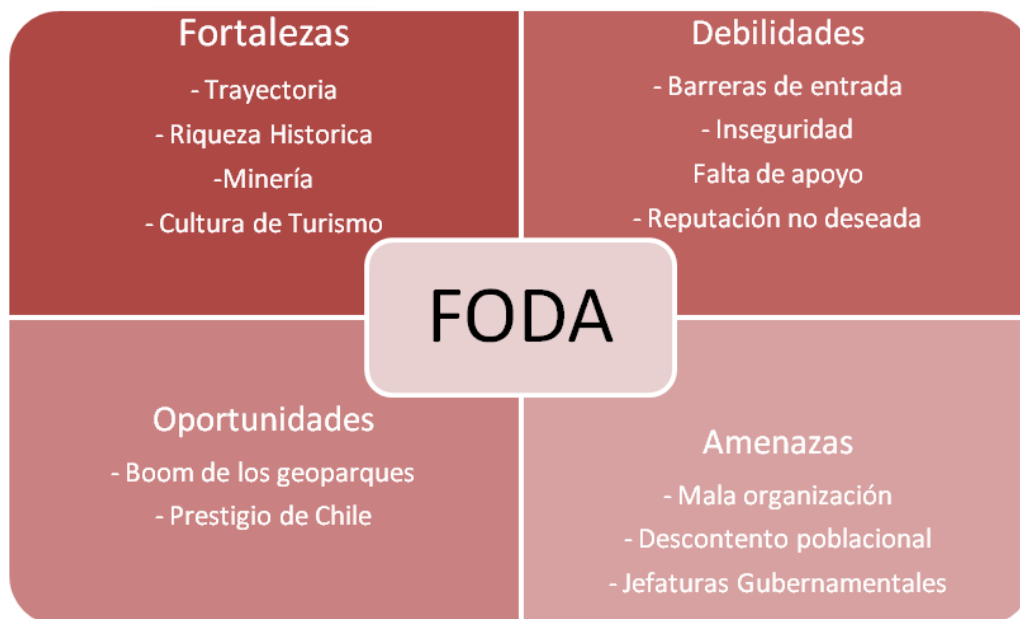 Fortalezas
- Trayectoria
- Riqueza Historica
-Minería
- Cultura de Turismo
Debilidades
- Barreras de entrada
- Inseguridad
Falta de apoyo
- Reputación no deseada
FODA
Oportunidades
- Boom de los geoparques
- Prestigio de Chile
Amenazas
- Mala organización
- Descontento poblacional
- Jefaturas Gubernamentales